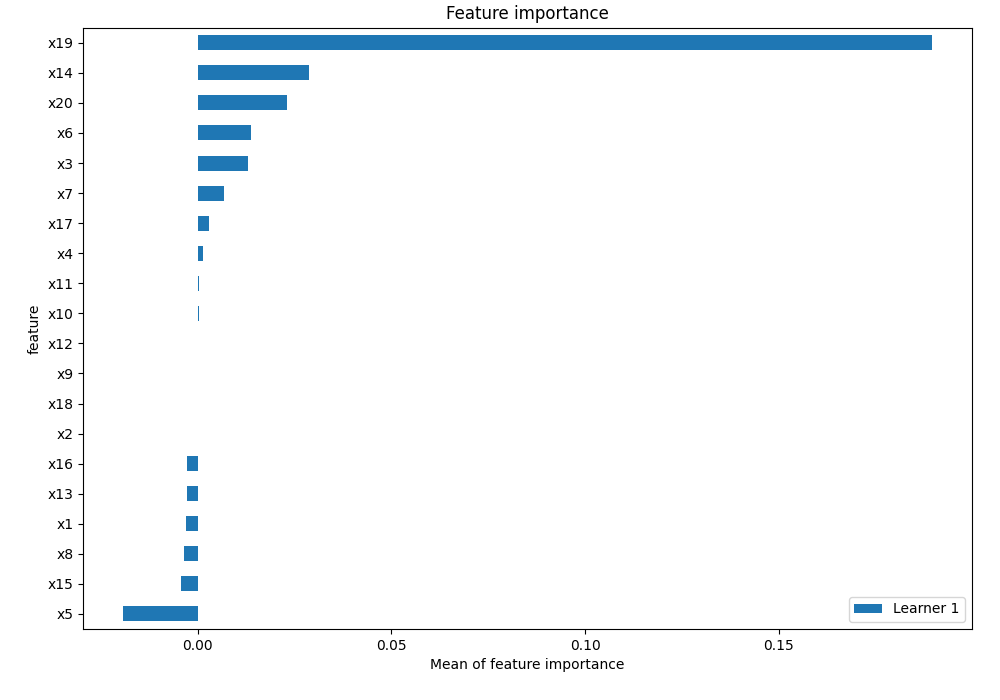 Feature importance
x19
x14
x20
x6
x3
x7
x17
x4
x11
x10
x12
x9
x18
x2
x16
x13
x1
x8
x15
x5
feature
Learner 1
0.00 0.05 0.10 0.15
Mean of feature importance